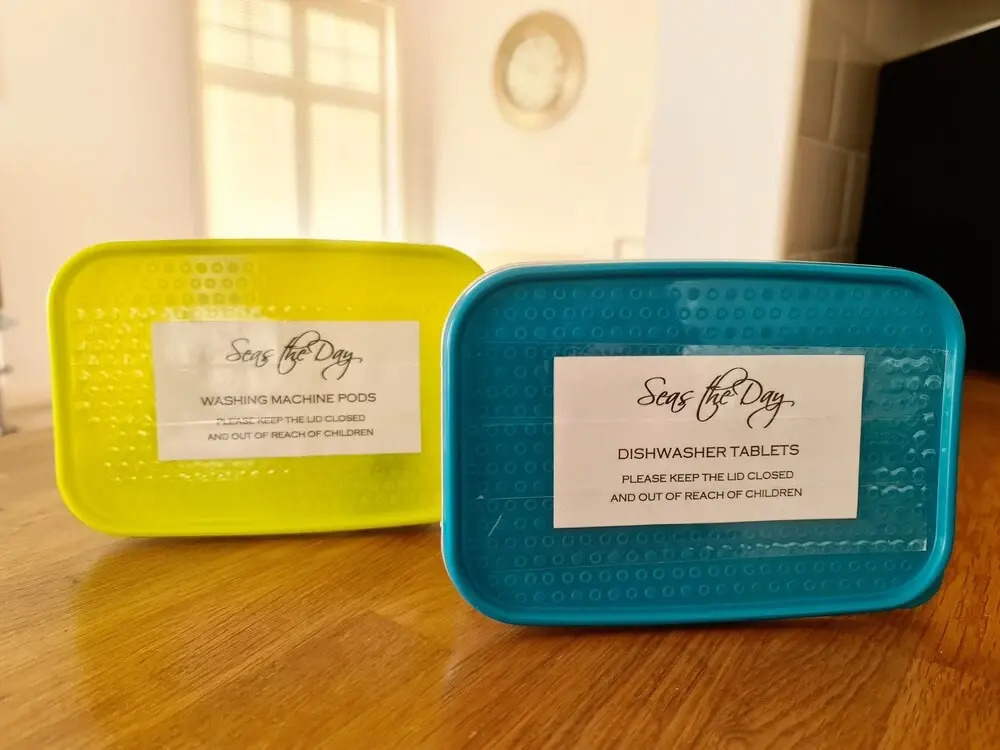 Seas the Day
WASHING MACHINE PODS
PLEASE KEEP THE LID CLOSED
AND OUT OF REACH OF CHILDREN
Seas the Day
DISHWASHER TABLETS
PLEASE KEEP THE LID CLOSED
AND OUT OF REACH OF CHILDREN